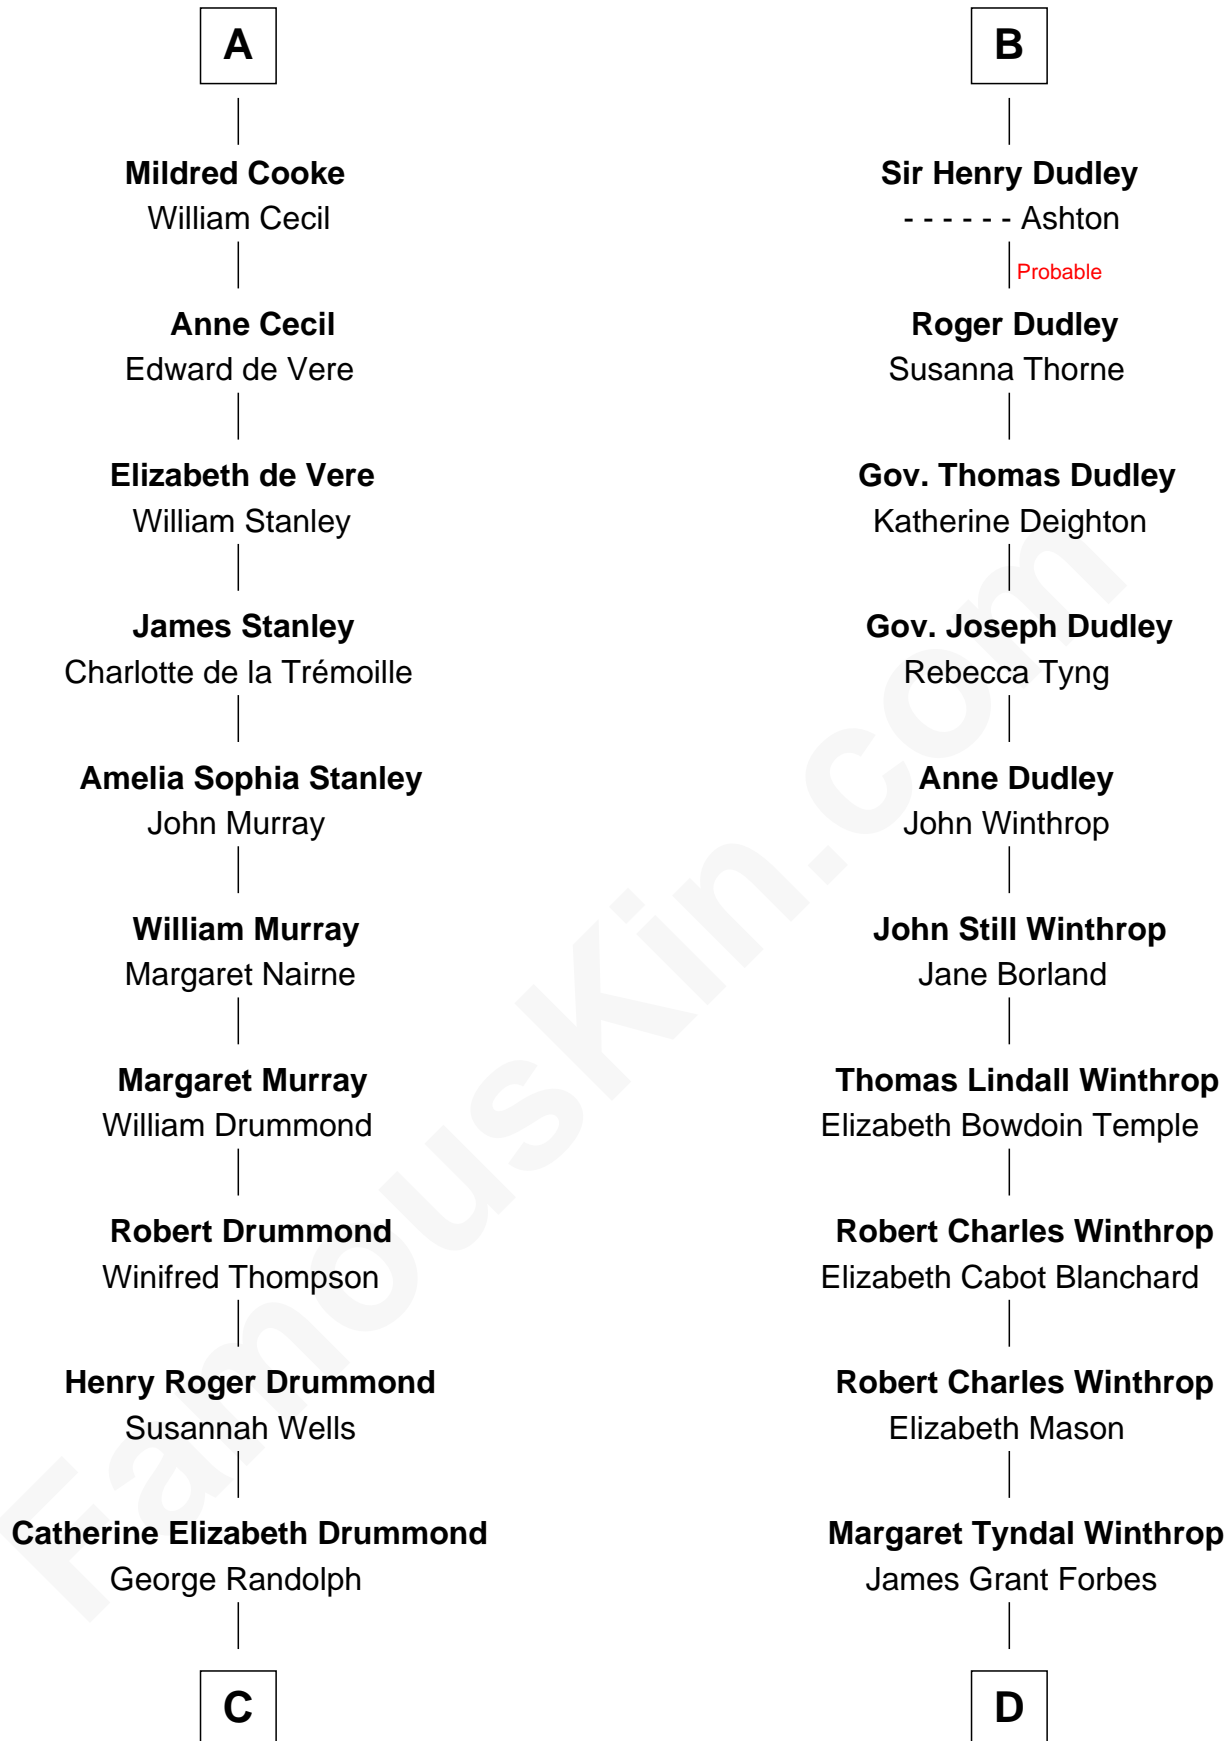 A
Mildred Cooke
William Cecil
Anne Cecil
Edward de Vere
Elizabeth de Vere
William Stanley
James Stanley
Charlotte de la Trémoille
Amelia Sophia Stanley
John Murray
William Murray
Margaret Nairne
Margaret Murray
William Drummond
Robert Drummond
Winifred Thompson
Henry Roger Drummond
Susannah Wells
Catherine Elizabeth Drummond
George Randolph
C
B
Sir Henry Dudley
- - - - - - Ashton
Probable
Roger Dudley
Susanna Thorne
Gov. Thomas Dudley
Katherine Deighton
Gov. Joseph Dudley
Rebecca Tyng
Anne Dudley
John Winthrop
John Still Winthrop
Jane Borland
Thomas Lindall Winthrop
Elizabeth Bowdoin Temple
Robert Charles Winthrop
Elizabeth Cabot Blanchard
Robert Charles Winthrop
Elizabeth Mason
Margaret Tyndal Winthrop
James Grant Forbes
D
FamousKin.com